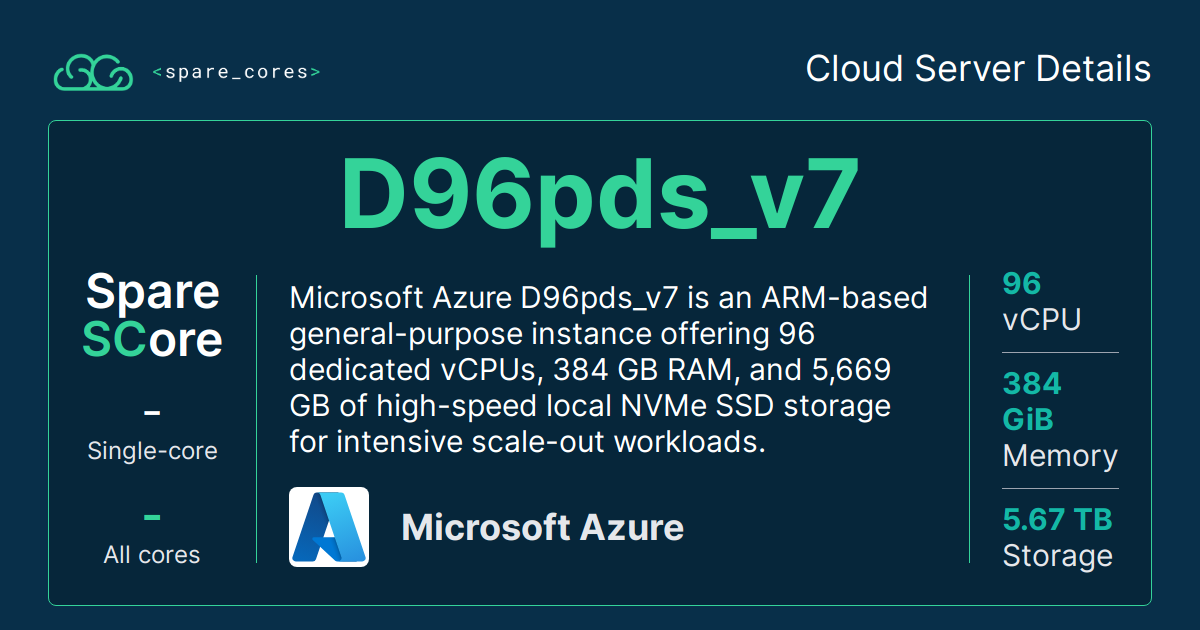 <spare_cores>
Cloud Server Details
D96pds_v7
Spare
SCore
–
Single-core
–
All cores
Microsoft Azure D96pds_v7 is an ARM-based
general-purpose instance offering 96
dedicated vCPUs, 384 GB RAM, and 5,669
GB of high-speed local NVMe SSD storage
for intensive scale-out workloads.
Microsoft Azure
96
vCPU
384
GiB
Memory
5.67 TB
Storage